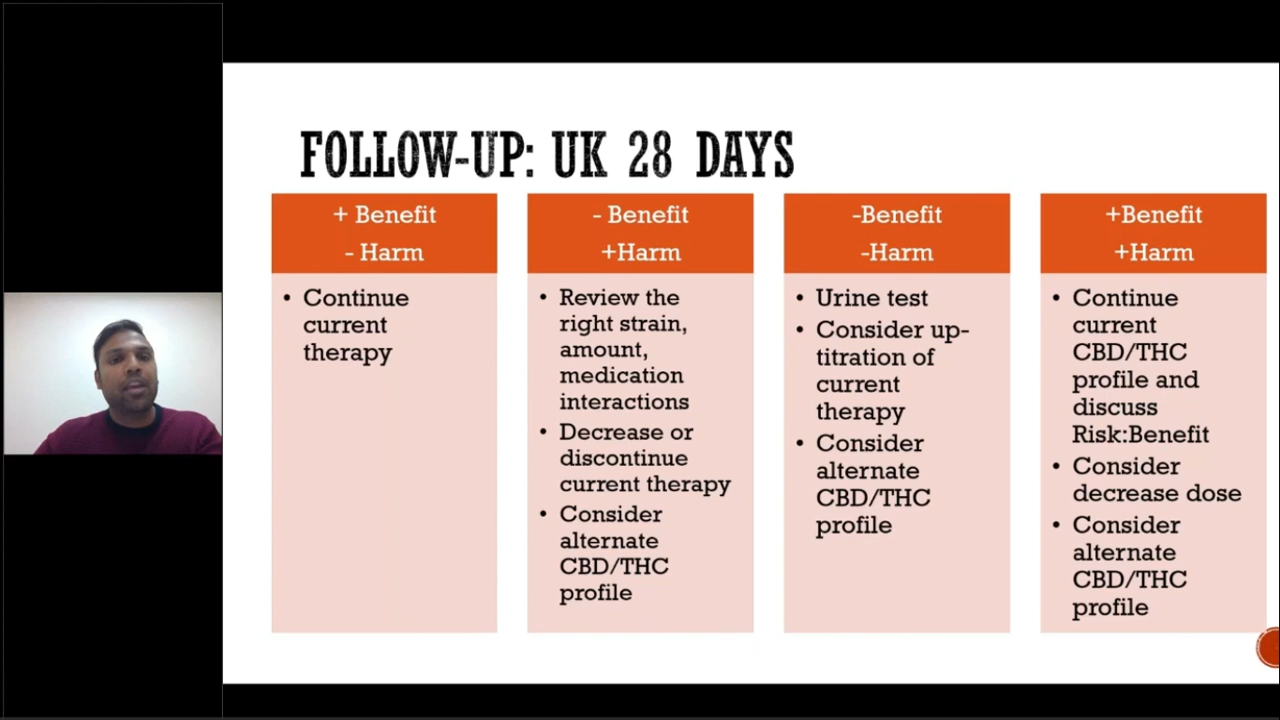 FOLLOW-UP: UK 28 DAYS
+ Benefit
- Harm
• Continue
current
therapy
- Benefit
+Harm
• Review the
right strain,
amount,
medication
interactions
• Decrease or
discontinue
current therapy
• Consider
alternate
CBD/THC
profile
-Benefit
-Harm
• Urine test
• Consider up-
titration of
current
therapy
• Consider
alternate
CBD/THC
profile
+Benefit
+Harm
• Continue
current
CBD/THC
profile and
discuss
Risk:Benefit
• Consider
decrease dose
• Consider
alternate
CBD/THC
profile